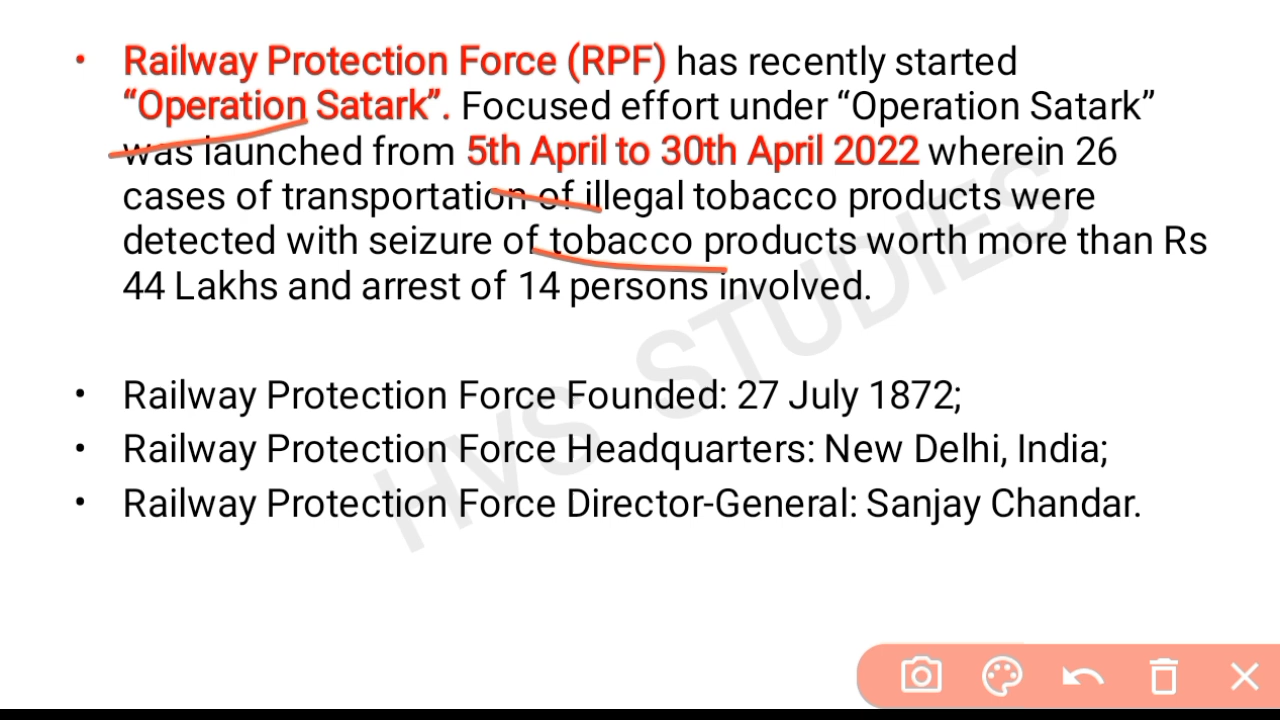 • Railway Protection Force (RPF) has recently started
“Operation Satark”. Focused effort under “Operation Satark”
was launched from 5th April to 30th April 2022 wherein 26
cases of transportation of illegal tobacco products were
detected with seizure of tobacco products worth more than Rs
44 Lakhs and arrest of 14 persons involved.
• Railway Protection Force Founded: 27 July 1872;
• Railway Protection Force Headquarters: New Delhi, India;
• Railway Protection Force Director-General: Sanjay Chandar.
HVS STUDIES